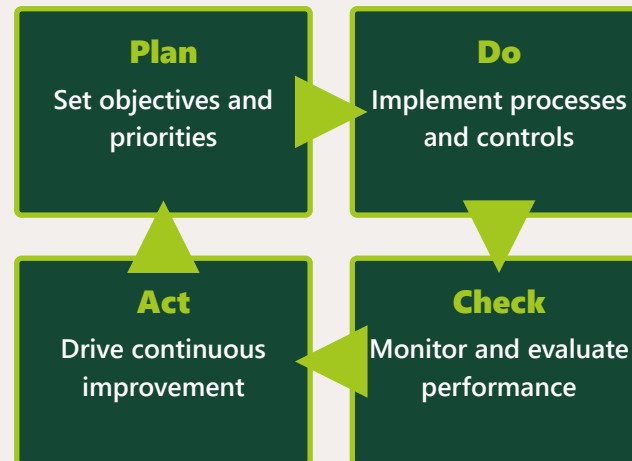 Plan
Set objectives and
priorities
Do
Implement processes
and controls
Check
Monitor and evaluate
performance
Act
Drive continuous
improvement